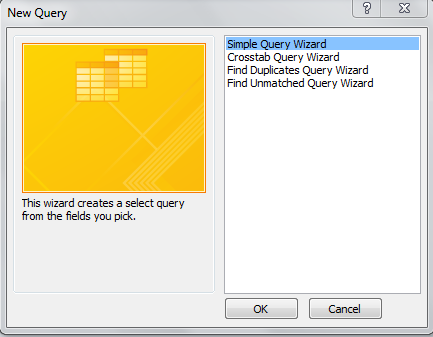 New Query
?
Simple Query Wizard
Crosstab Query Wizard
Find Duplicates Query Wizard
Find Unmatched Query Wizard
This wizard creates a select query
from the fields you pick.
OK
Cancel